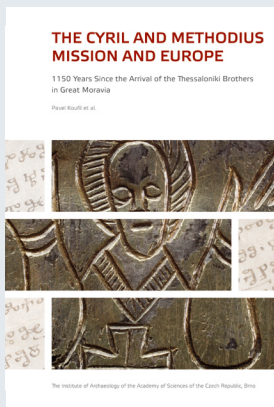 THE CYRIL AND METHODIUS
MISSION AND EUROPE
1150 Years Since the Arrival of the Thessaloniki Brothers
in Great Moravia
Pavel Kouřil et al.
The Institute of Archaeology of the Academy of Sciences of the Czech Republic, Brno